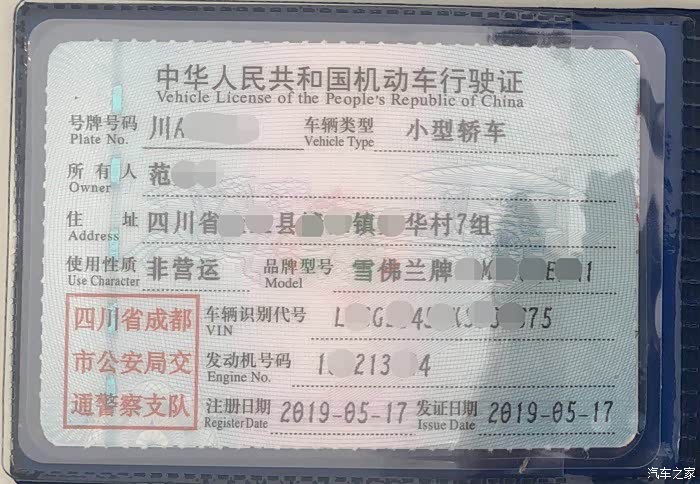 中华人民共和国机动车行驶证
Vehicle License of the People's Republic of China
号牌号码 川A 车辆类型 小型轿车
Plate No. Vehicle Type
所有人 范
Owner
住址 四川省 县 镇 华村7组
Address
使用性质 非营运 品牌型号 雪佛兰牌
Use Character Model
四川省成都
市公安局交
通警察支队
车辆识别代号 L G 45 75
VIN
发动机号码 1 213 4
Engine No.
注册日期 2019-05-17 发证日期 2019-05-17
Register Date Issue Date
汽车之家